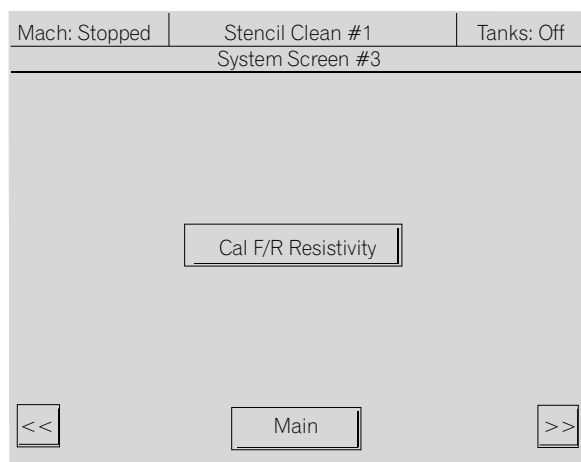 Mach: Stopped Stencil Clean #1 Tanks: Off
System Screen #3
Cal F/R Resistivity
<< Main >>